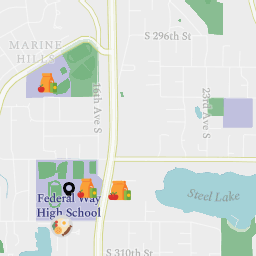 S 296th St
MARINE
HILLS
16th Ave S
23rd Ave S
Steel Lake
Federal Way
High School
S 310th St